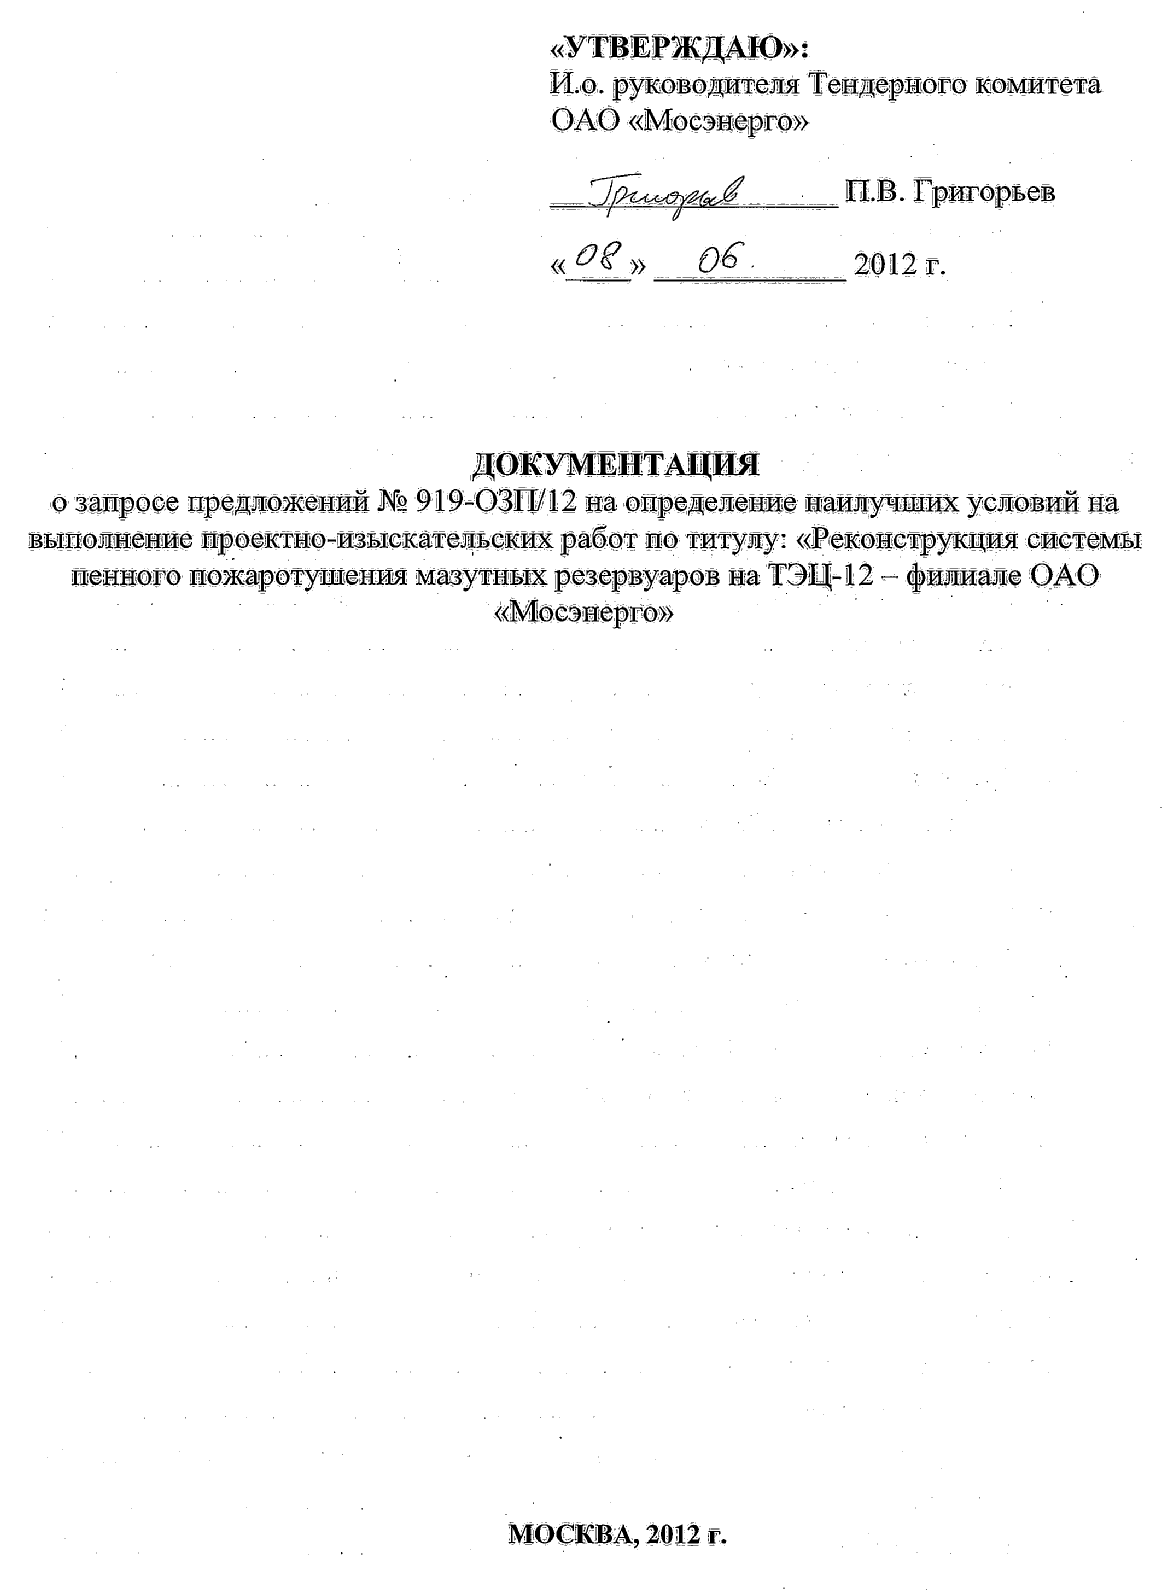 «УТВЕРЖДАЮ»:
И.о. руководителя Тендерного комитета
ОАО «Мосэнерго»
Григорьев П.В. Григорьев
«08» 06. 2012 г.
ДОКУМЕНТАЦИЯ
о запросе предложений № 919-ОЗП/12 на определение наилучших условий на
выполнение проектно-изыскательских работ по титулу: «Реконструкция системы
пенного пожаротушения мазутных резервуаров на ТЭЦ-12 – филиале ОАО
«Мосэнерго»
МОСКВА, 2012 г.